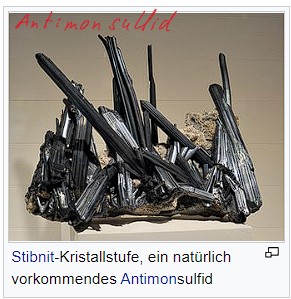 Antimonsulfid
Stibnit-Kristallstufe, ein natürlich
vorkommendes Antimonsulfid